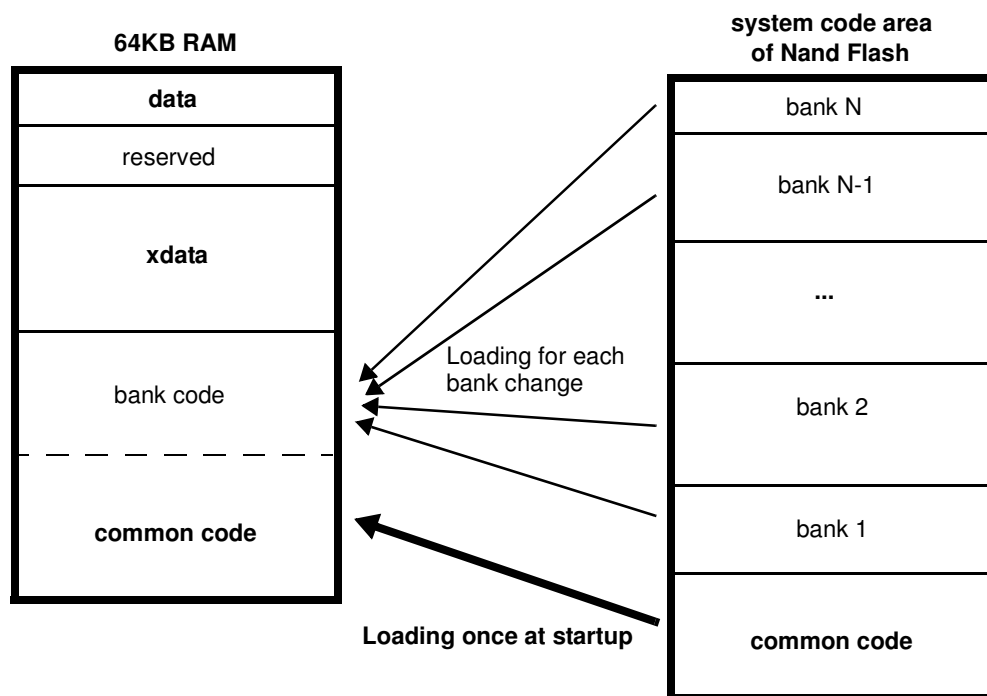 64KB RAM
data
reserved
xdata
bank code
common code
Loading for each
bank change
Loading once at startup
system code area
of Nand Flash
bank N
bank N-1
...
bank 2
bank 1
common code